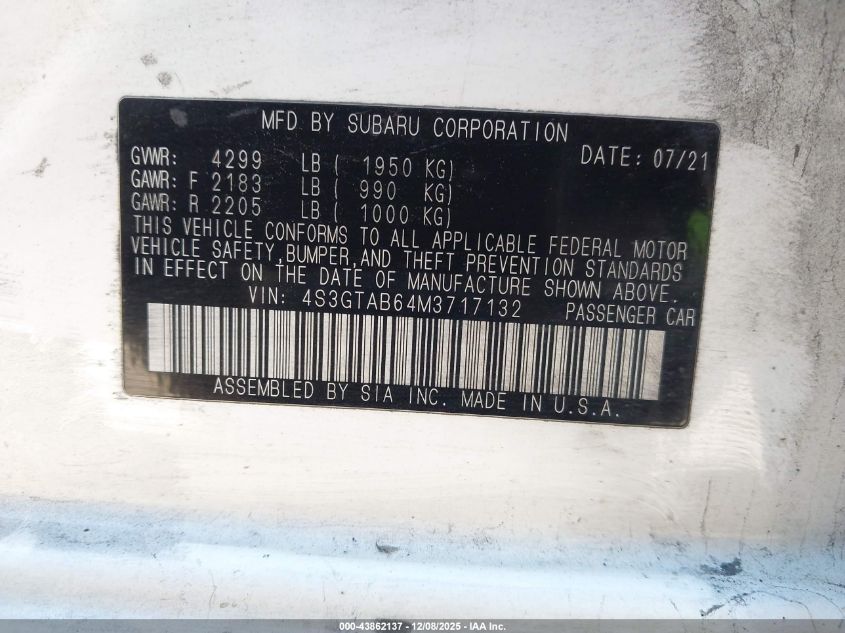 MFD BY SUBARU CORPORATION
GVWR: 4299 LB ( 1950 KG) DATE: 07/21
GAWR: F 2183 LB ( 990 KG)
GAWR: R 2205 LB ( 1000 KG)
THIS VEHICLE CONFORMS TO ALL APPLICABLE FEDERAL MOTOR
VEHICLE SAFETY, BUMPER, AND THEFT PREVENTION STANDARDS
IN EFFECT ON THE DATE OF MANUFACTURE SHOWN ABOVE.
VIN: 4S3GTAB64M3717132 PASSENGER CAR
ASSEMBLED BY SIA INC. MADE IN U.S.A.
000-43862137 - 12/08/2025 - IAA Inc.